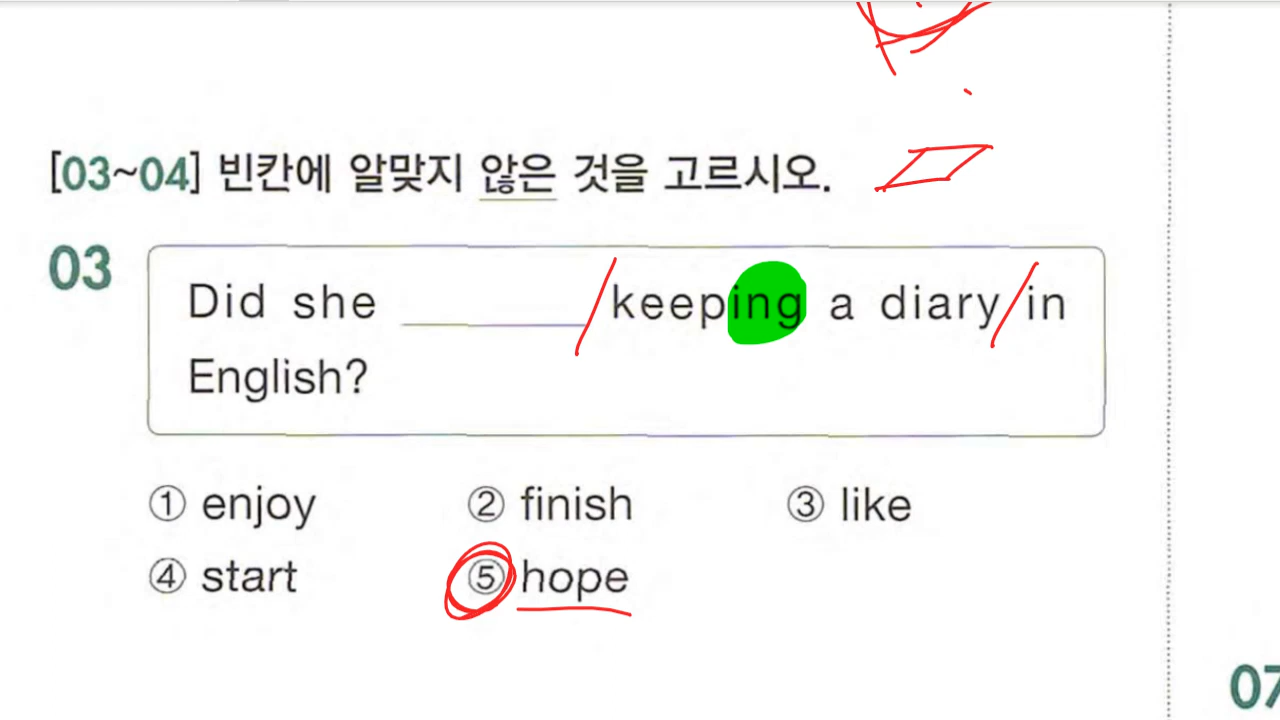 [03~04] 빈칸에 알맞지 않은 것을 고르시오.
03
Did she ________ keeping a diary in
English?
① enjoy ② finish ③ like
④ start ⑤ hope
07